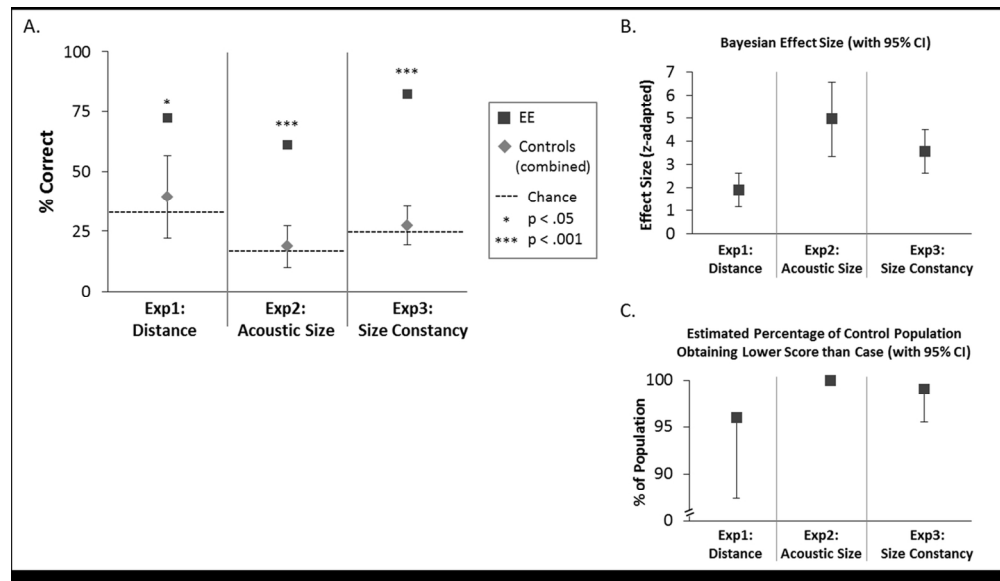 A.
100
75
50
25
0
% Correct
*
***
***
Exp1:
Distance
Exp2:
Acoustic Size
Exp3:
Size Constancy
EE
Controls
(combined)
Chance
* p < .05
*** p < .001
B.
Bayesian Effect Size (with 95% CI)
Effect Size (z-adapted)
7
6
5
4
3
2
1
0
Exp1:
Distance
Exp2:
Acoustic Size
Exp3:
Size Constancy
C.
Estimated Percentage of Control Population
Obtaining Lower Score than Case (with 95% CI)
% of Population
100
95
90
0
Exp1:
Distance
Exp2:
Acoustic Size
Exp3:
Size Constancy